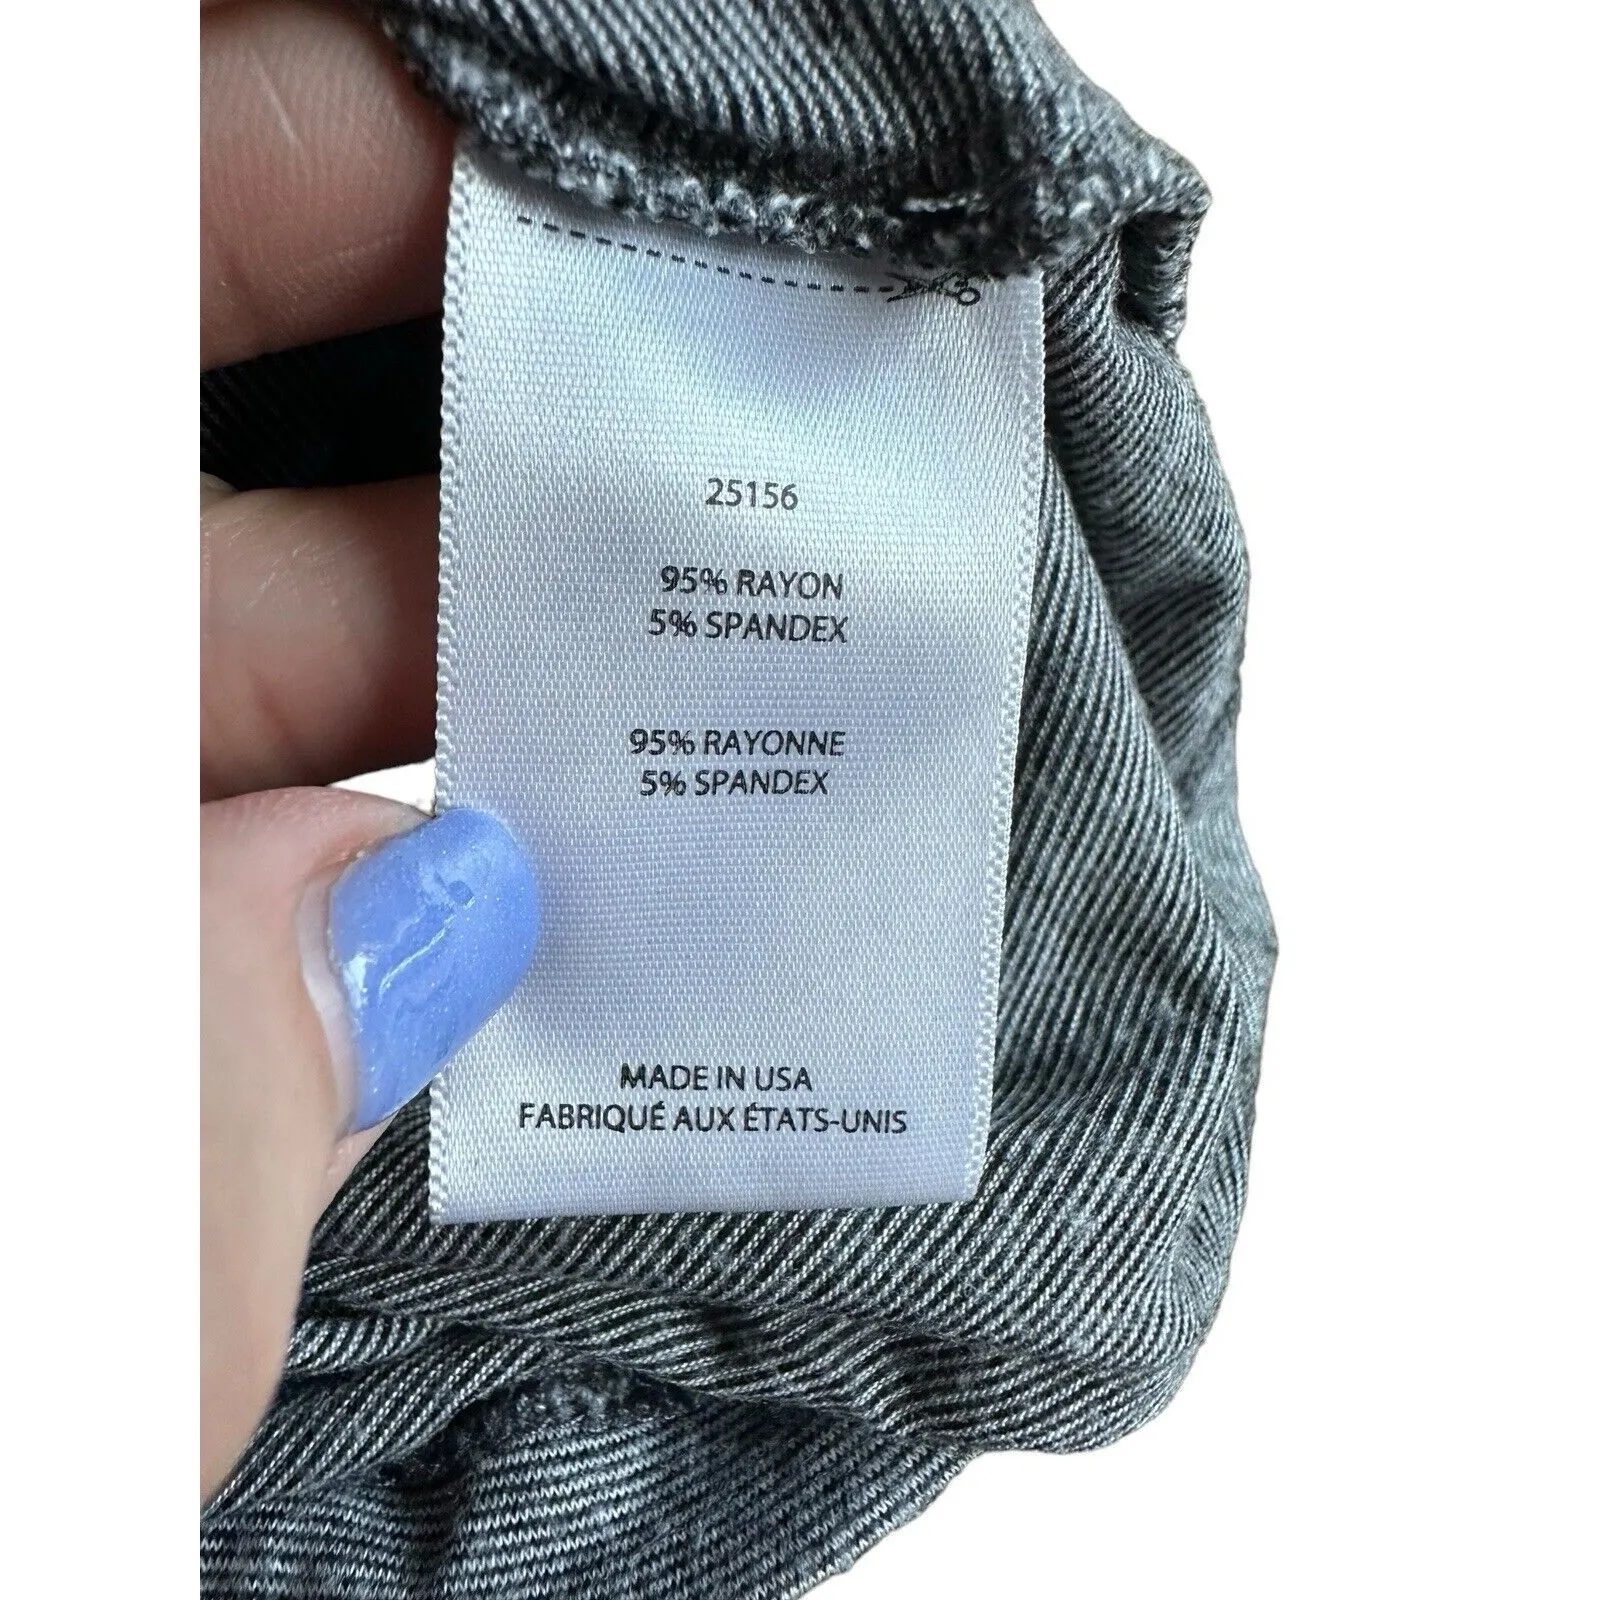 25156
95% RAYON
5% SPANDEX
95% RAYONNE
5% SPANDEX
MADE IN USA
FABRIQUÉ AUX ÉTATS-UNIS